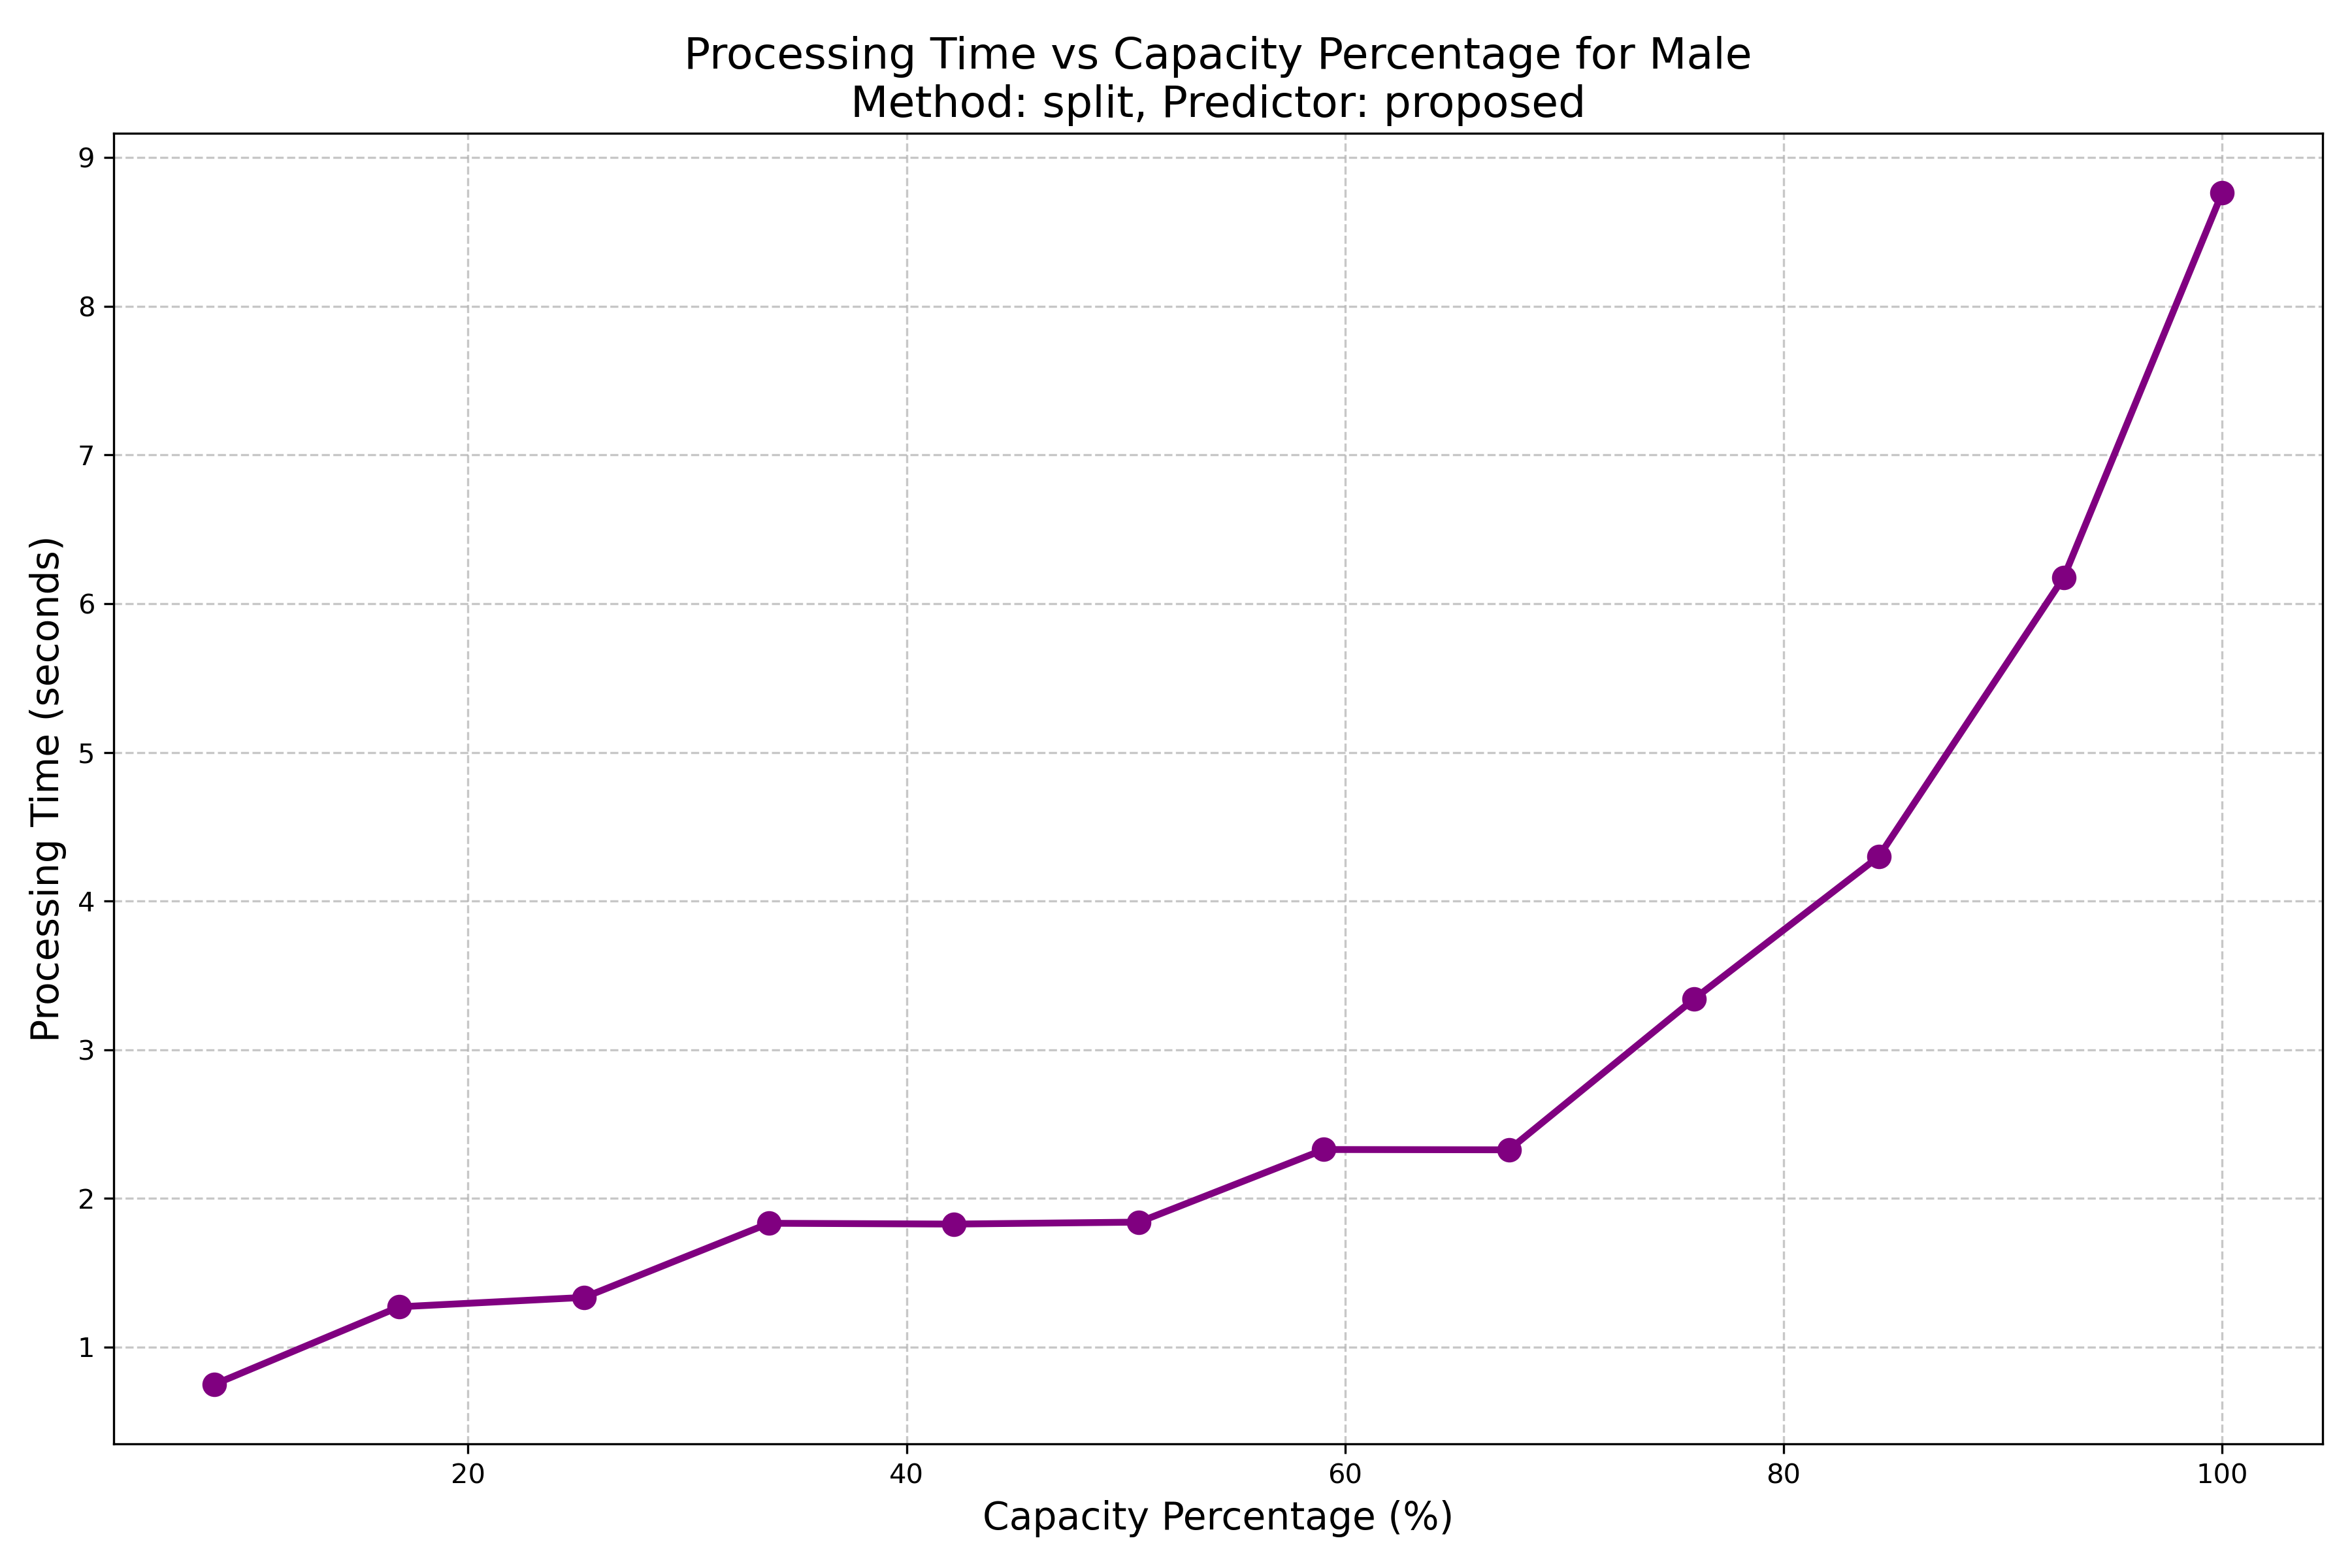 Processing Time vs Capacity Percentage for Male
Method: split, Predictor: proposed
Processing Time (seconds)
9
8
7
6
5
4
3
2
1
20 40 60 80 100
Capacity Percentage (%)